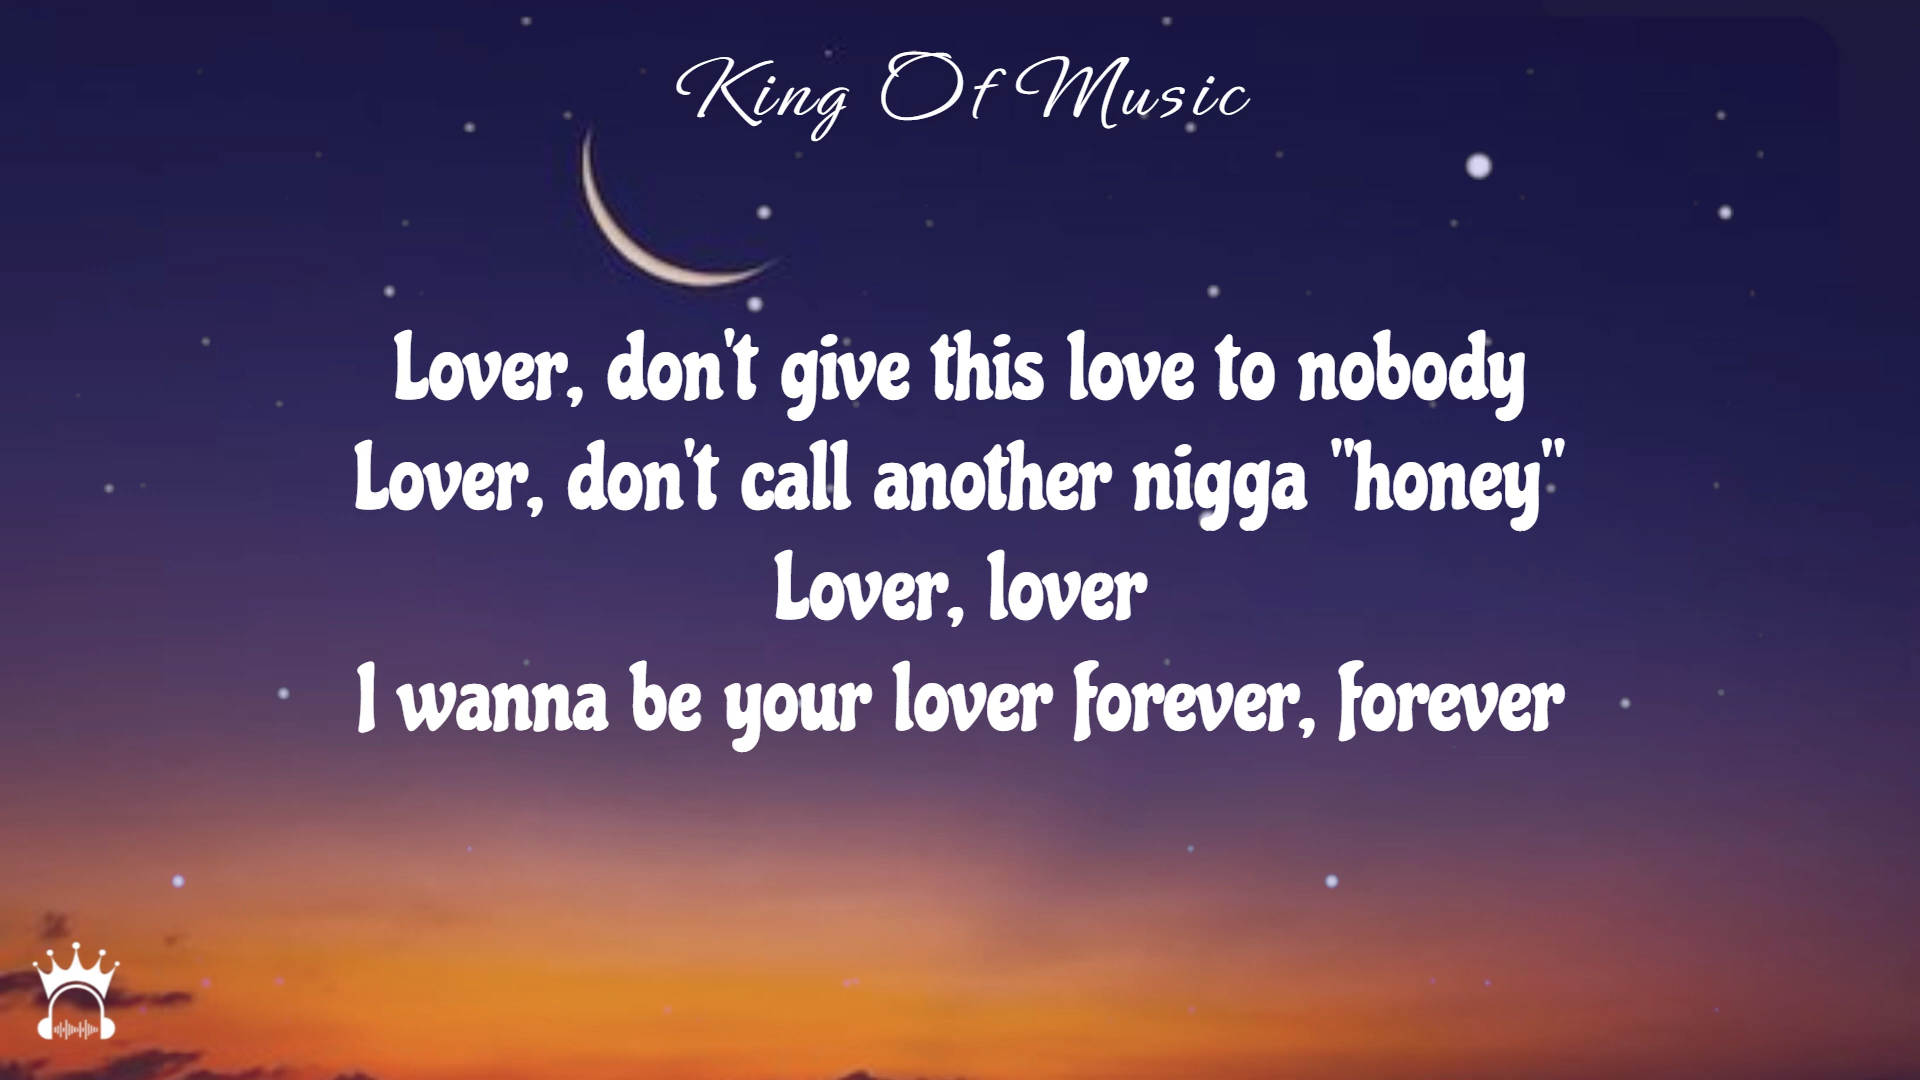 King Of Music
Lover, don't give this love to nobody
Lover, don't call another nigga "honey"
Lover, lover
I wanna be your lover forever, forever